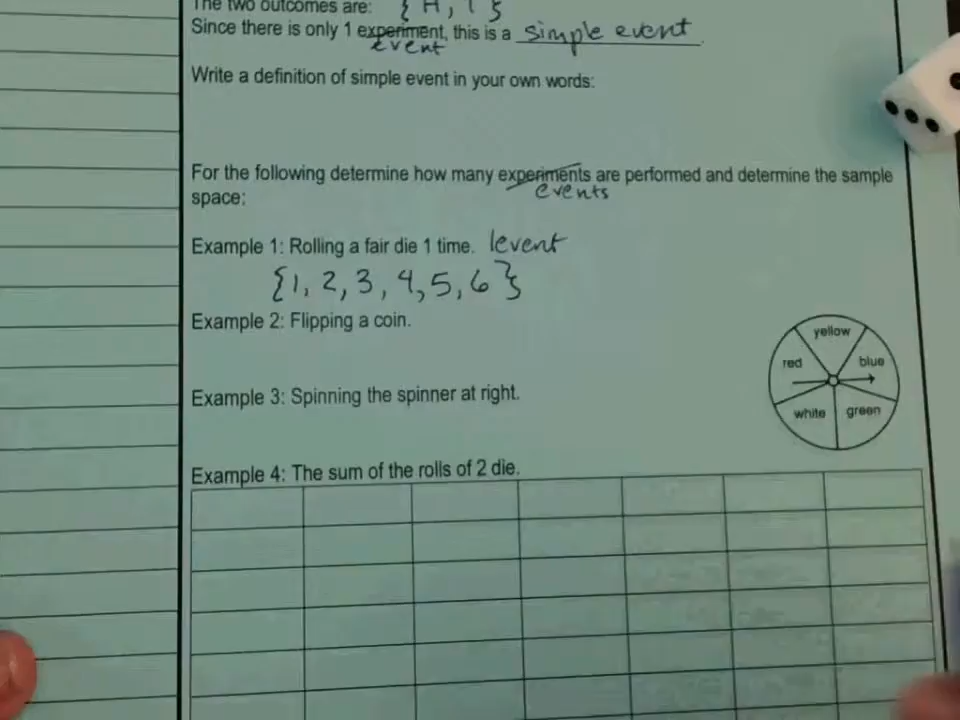 The two outcomes are: { H, T }
Since there is only 1 experiment, this is a simple event.
event
Write a definition of simple event in your own words:
For the following determine how many experiments are performed and determine the sample
events
space:
Example 1: Rolling a fair die 1 time. 1event
{1, 2, 3, 4, 5, 6}
Example 2: Flipping a coin.
yellow
red
blue
Example 3: Spinning the spinner at right.
white
green
Example 4: The sum of the rolls of 2 die.